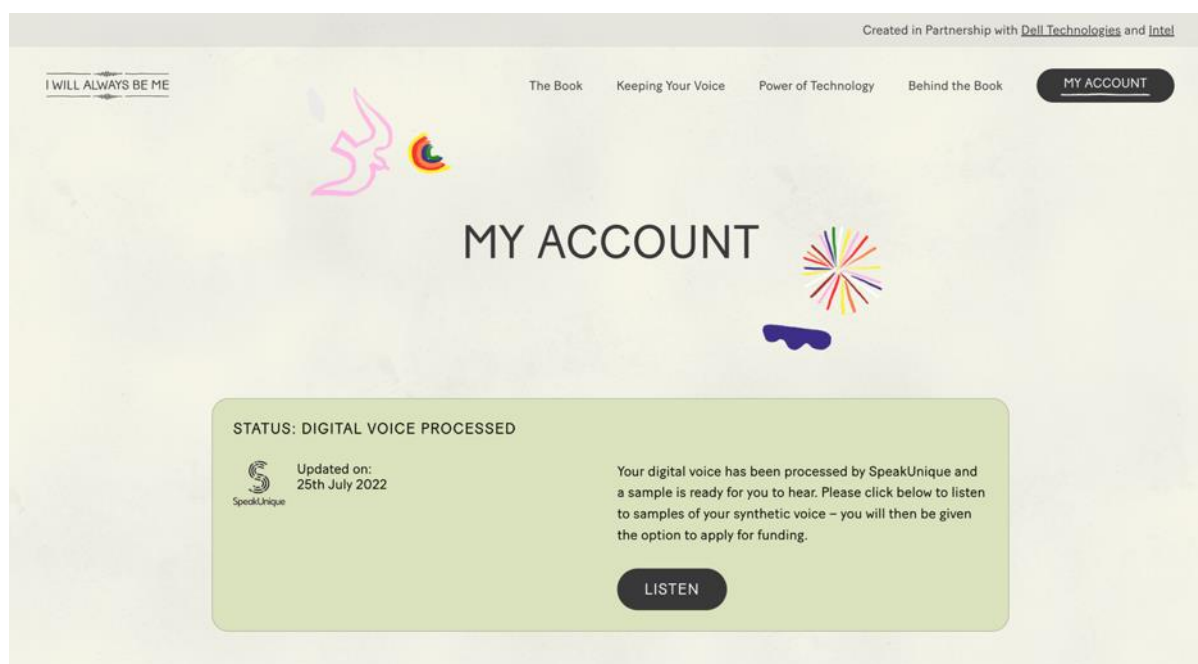 Created in Partnership with Dell Technologies and Intel
I WILL ALWAYS BE ME
The Book Keeping Your Voice Power of Technology Behind the Book MY ACCOUNT
MY ACCOUNT
STATUS: DIGITAL VOICE PROCESSED
SpeakUnique
Updated on:
25th July 2022
Your digital voice has been processed by SpeakUnique and
a sample is ready for you to hear. Please click below to listen
to samples of your synthetic voice – you will then be given
the option to apply for funding.
LISTEN